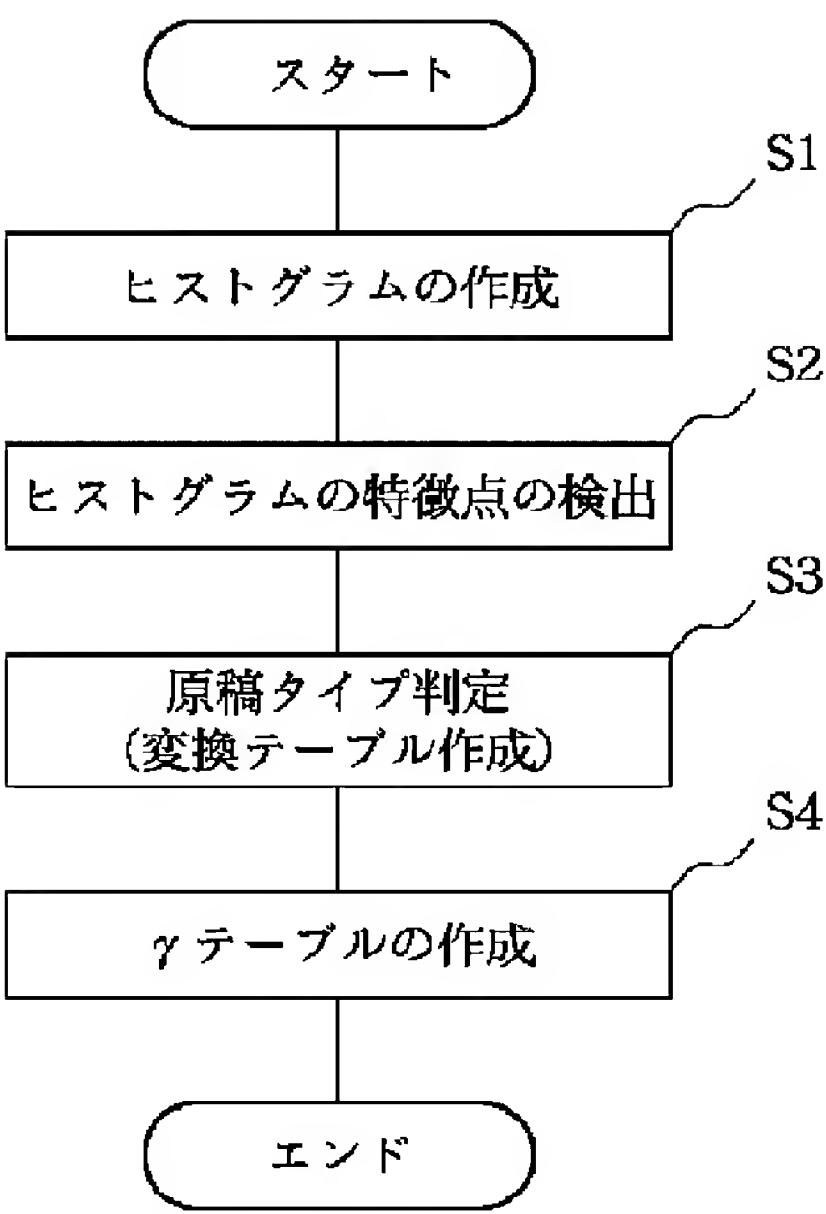 スタート
S1
ヒストグラムの作成
S2
ヒストグラムの特徴点の検出
S3
原稿タイプ判定
(変換テーブル作成)
S4
γテーブルの作成
エンド